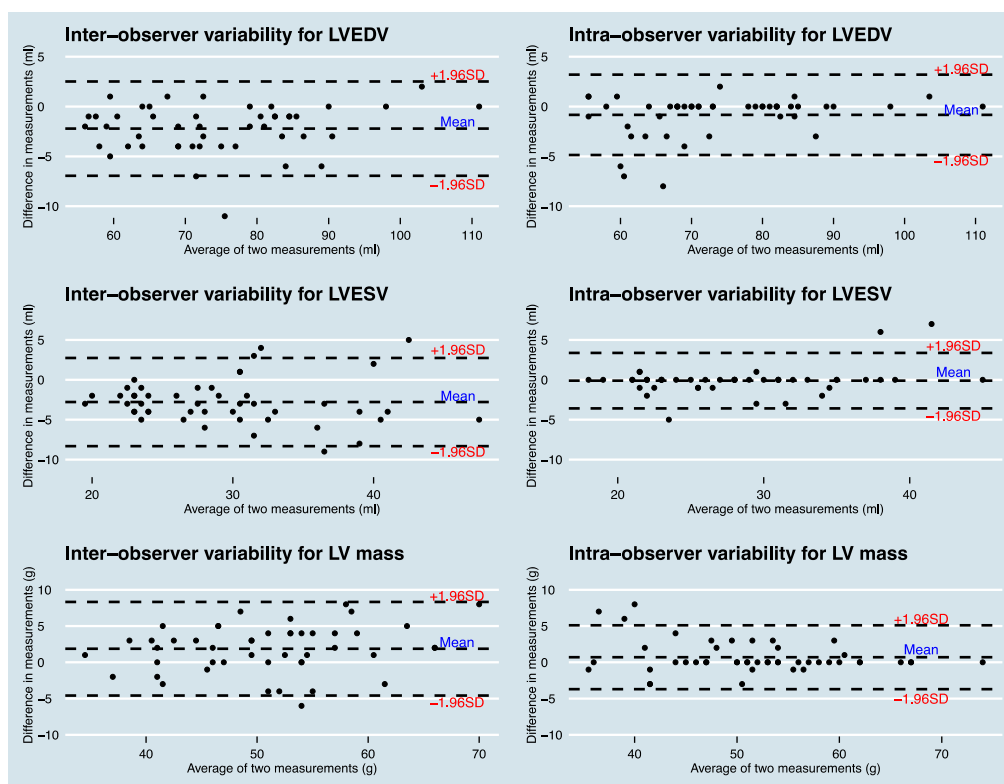 Inter−observer variability for LVEDV
Difference in measurements (ml)
5
0
−5
−10
+1.96SD
Mean
−1.96SD
60 70 80 90 100 110
Average of two measurements (ml)
Intra−observer variability for LVEDV
Difference in measurements (ml)
5
0
−5
−10
+1.96SD
Mean
−1.96SD
60 70 80 90 100 110
Average of two measurements (ml)
Inter−observer variability for LVESV
Difference in measurements (ml)
5
0
−5
−10
+1.96SD
Mean
−1.96SD
20 30 40
Average of two measurements (ml)
Intra−observer variability for LVESV
Difference in measurements (ml)
5
0
−5
−10
+1.96SD
Mean
−1.96SD
20 30 40
Average of two measurements (ml)
Inter−observer variability for LV mass
Difference in measurements (g)
10
5
0
−5
−10
+1.96SD
Mean
−1.96SD
40 50 60 70
Average of two measurements (g)
Intra−observer variability for LV mass
Difference in measurements (g)
10
5
0
−5
−10
+1.96SD
Mean
−1.96SD
40 50 60 70
Average of two measurements (g)